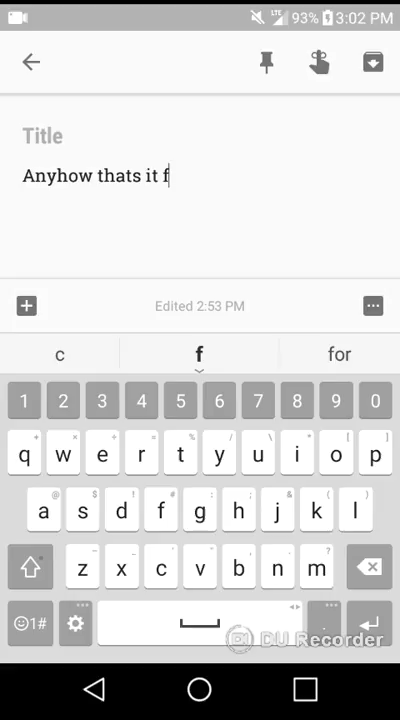 LTE 93% 3:02 PM
Title
Anyhow thats it f
Edited 2:53 PM
c f for
1 2 3 4 5 6 7 8 9 0
+ × ÷ = % / \ * [ ]
q w e r t y u i o p
@ $ ! # : ; & ( )
a s d f g h j k l
_ ~ ' " - ?
z x c v b n m
1# .
DU Recorder